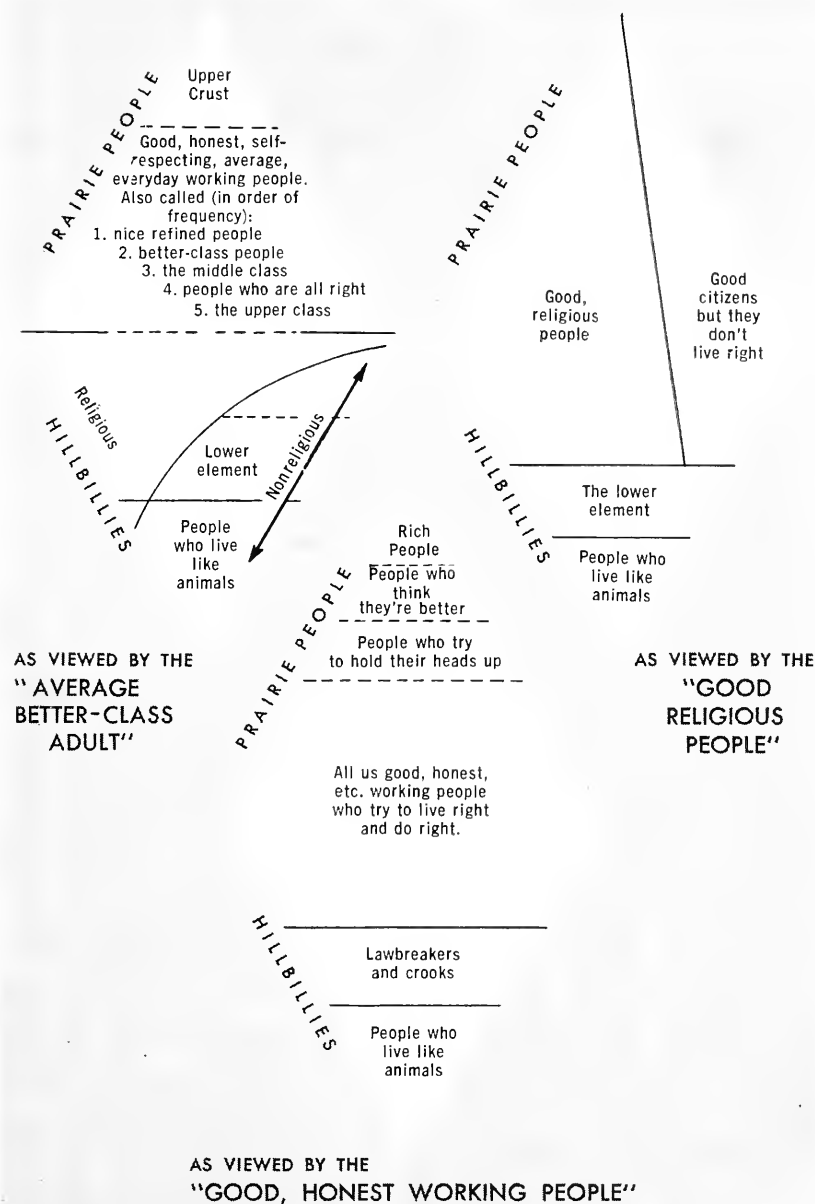 PRAIRIE PEOPLE
Upper
Crust
Good, honest, self-
respecting, average,
everyday working people.
Also called (in order of
frequency):
1. nice refined people
2. better-class people
3. the middle class
4. people who are all right
5. the upper class
HILLBILLIES
Religious
Nonreligious
Lower
element
People
who live
like
animals
AS VIEWED BY THE
"AVERAGE
BETTER-CLASS
ADULT"
PRAIRIE PEOPLE
Good,
religious
people
Good
citizens
but they
don't
live right
HILLBILLIES
The lower
element
People who
live like
animals
AS VIEWED BY THE
"GOOD
RELIGIOUS
PEOPLE"
PRAIRIE PEOPLE
Rich
People
People who
think
they're better
People who try
to hold their heads up
All us good, honest,
etc. working people
who try to live right
and do right.
HILLBILLIES
Lawbreakers
and crooks
People who
live like
animals
AS VIEWED BY THE
"GOOD, HONEST WORKING PEOPLE"